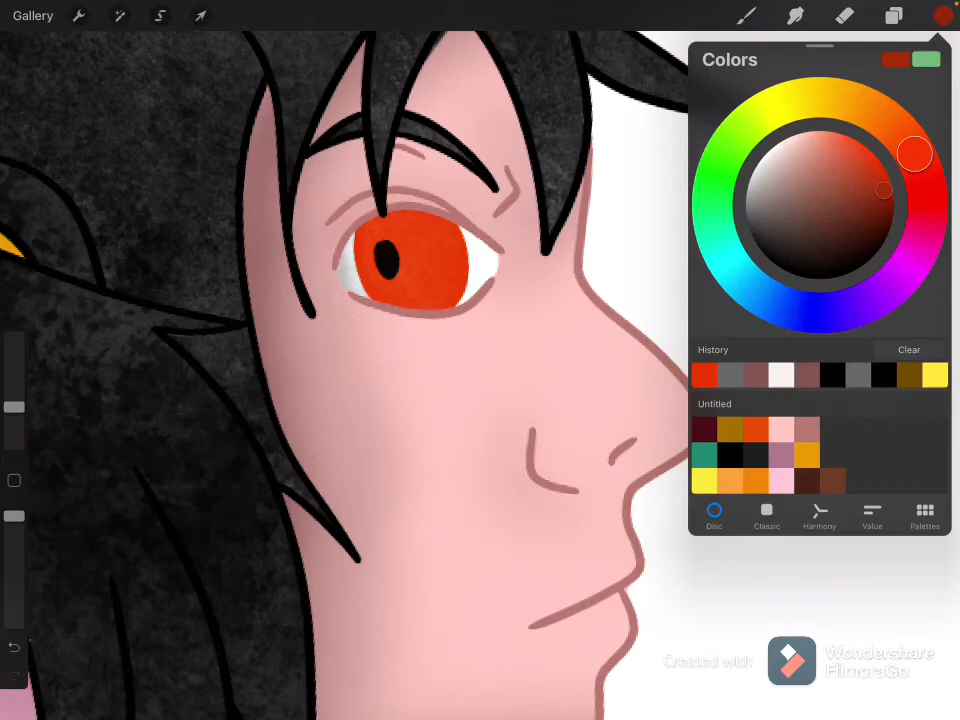 Gallery
Colors
History
Clear
Untitled
Disc
Classic
Harmony
Value
Palettes
Created with
Wondershare
FilmoraGo